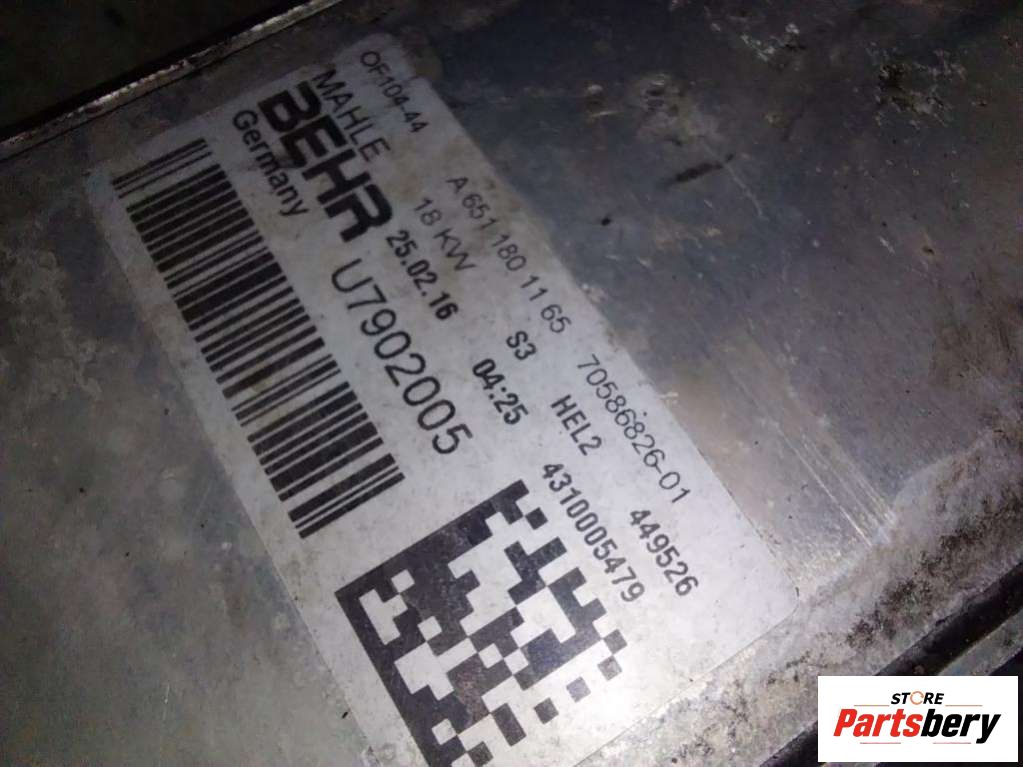 OF104-44
MAHLE
BEHR
Germany
A 651 180 11 65 70586826-01
18 KW S3 HEL2 449526
25.02.16 04:25 4310005479
U7902005
STORE
Partsbery